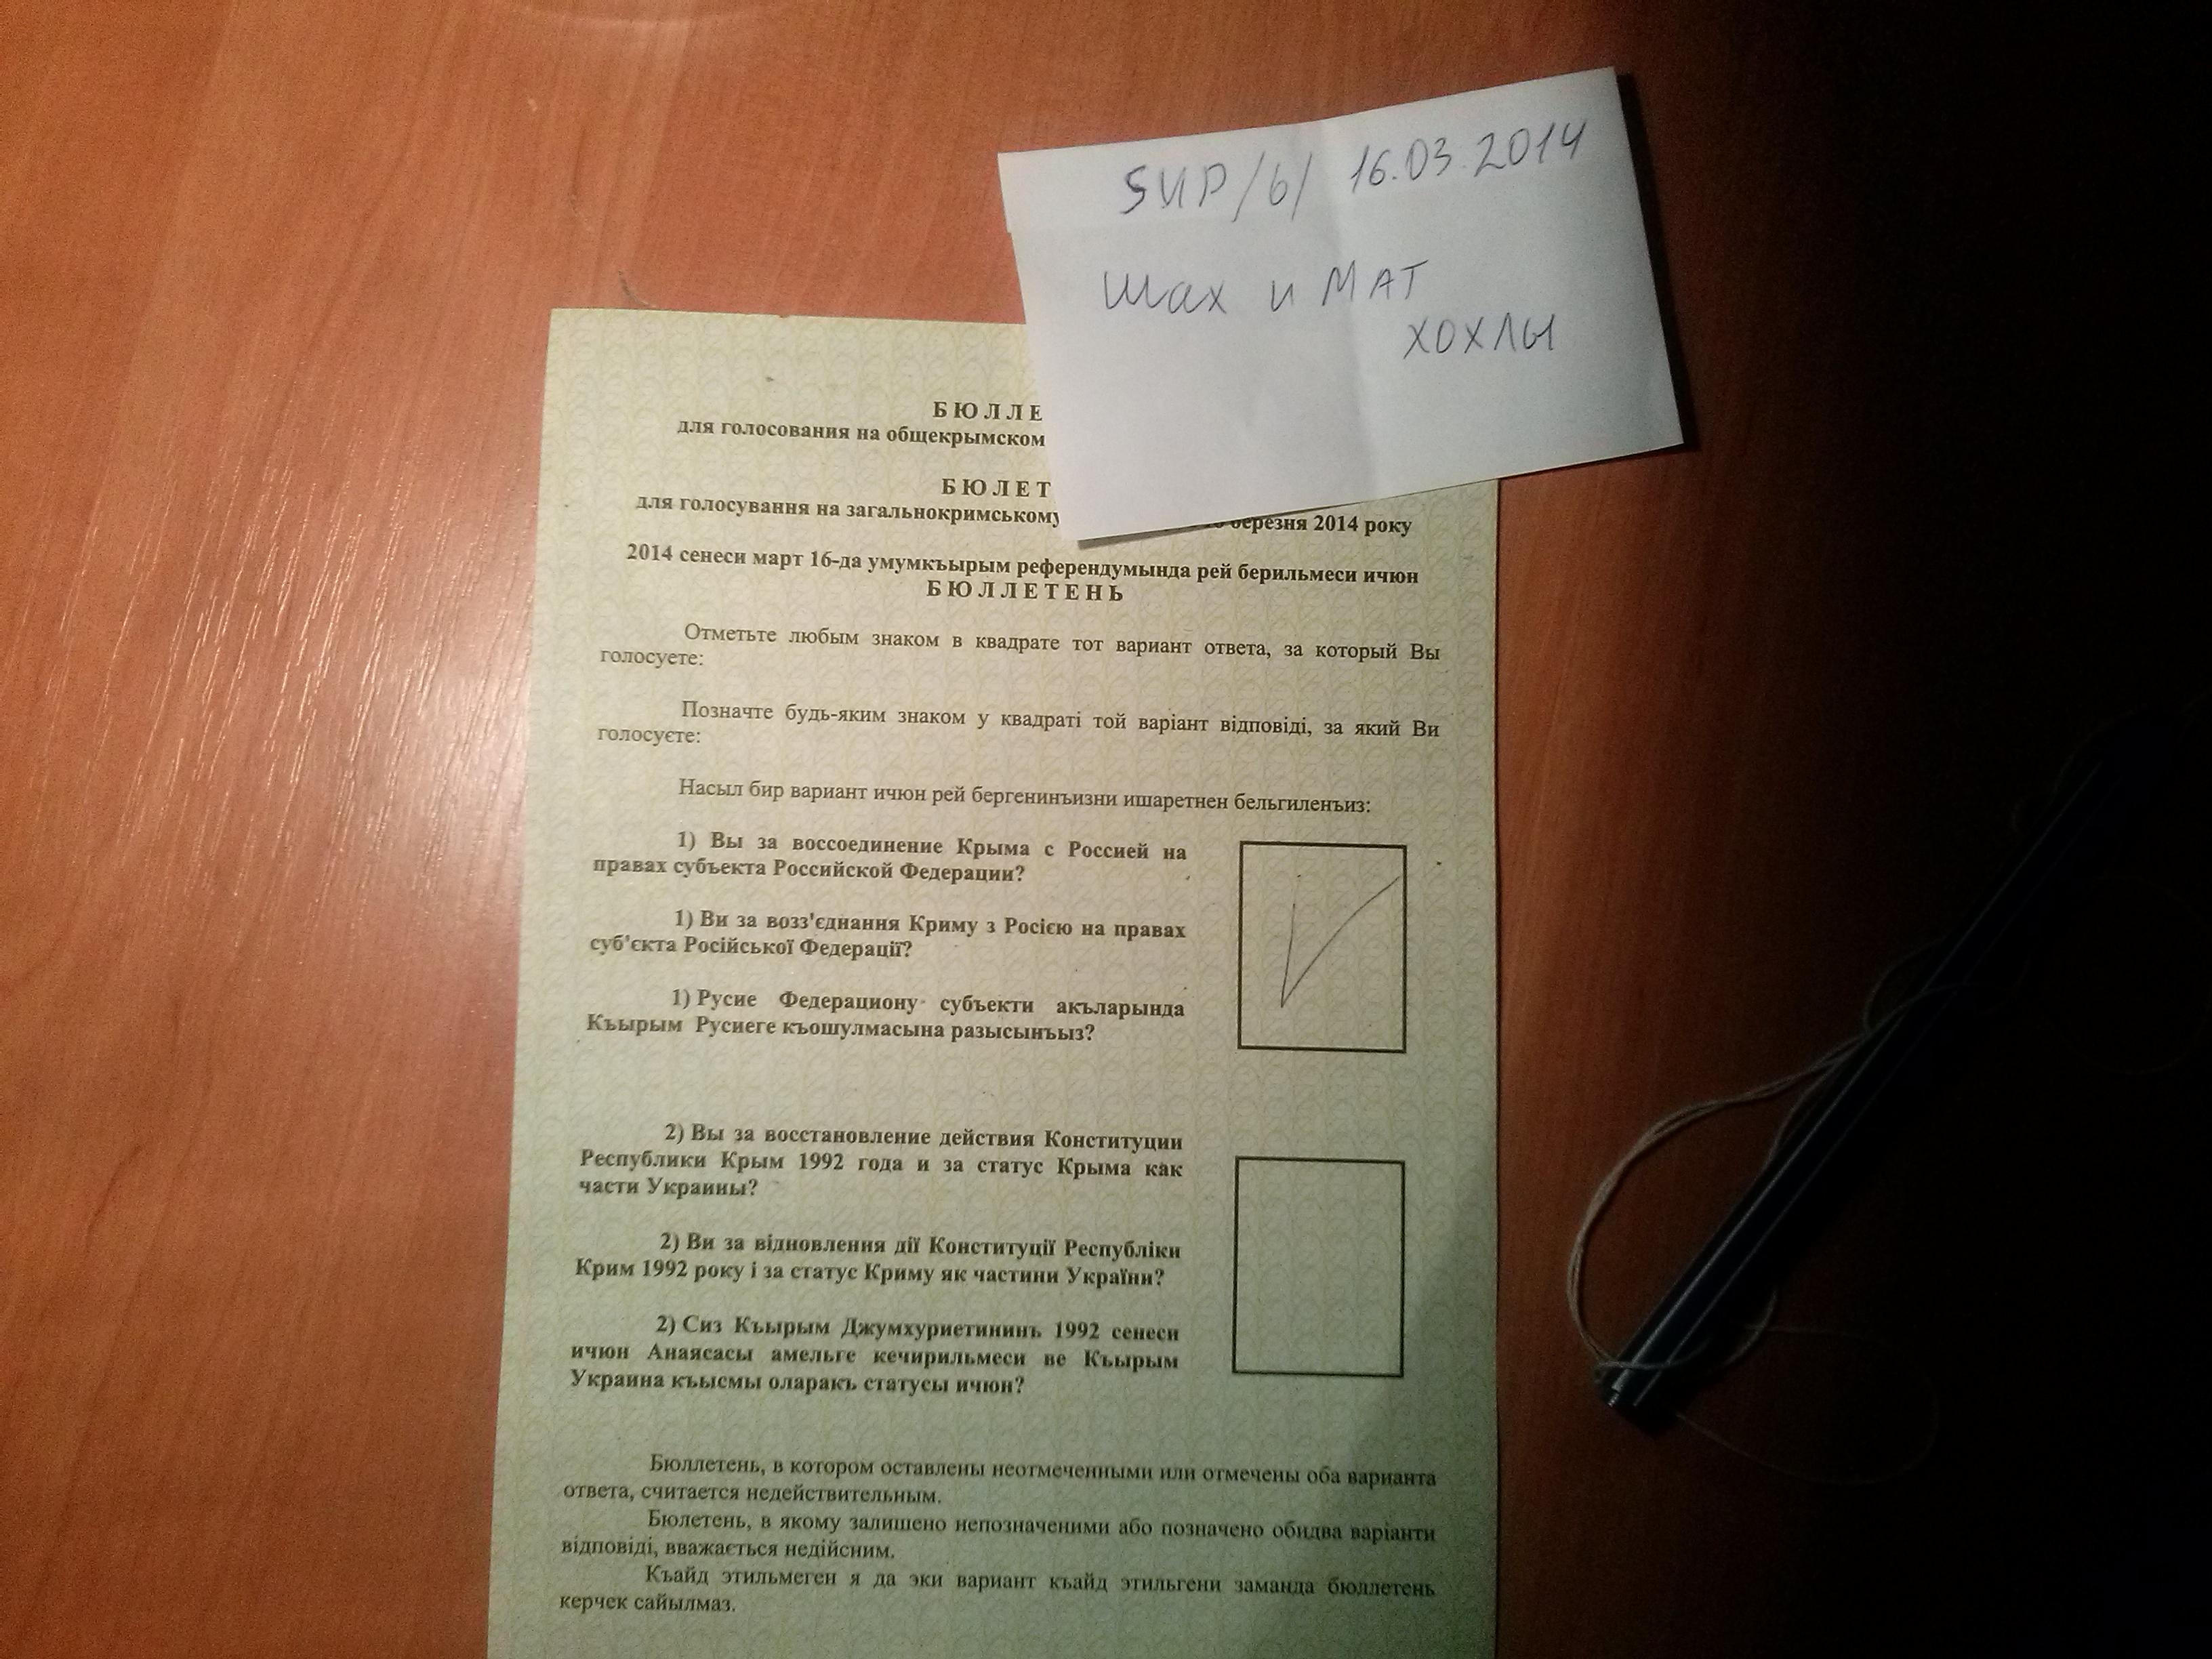 SUP /b/ 16.03.2014
Шах и МАТ
ХОХЛЫ
БЮЛЛЕ
для голосования на общекрымском
БЮЛЕТ
для голосування на загальнокримському березня 2014 року
2014 сенеси март 16-да умумкъырым референдумында рей берильмеси ичюн
БЮЛЛЕТЕНЬ
Отметьте любым знаком в квадрате тот вариант ответа, за который Вы
голосуете:
Позначте будь-яким знаком у квадраті той варіант відповіді, за який Ви
голосуєте:
Насыл бир вариант ичюн рей бергенинъизни ишаретнен бельгиленъиз:
1) Вы за воссоединение Крыма с Россией на
правах субъекта Российской Федерации?
1) Ви за возз'єднання Криму з Росією на правах
суб'єкта Російської Федерації?
1) Русие Федерациону субъекти акъларында
Къырым Русиеге къошулмасына разысынъыз?
2) Вы за восстановление действия Конституции
Республики Крым 1992 года и за статус Крыма как
части Украины?
2) Ви за відновлення дії Конституції Республіки
Крим 1992 року і за статус Криму як частини України?
2) Сиз Къырым Джумхуриетининъ 1992 сенеси
ичюн Анаясасы амельге кечирильмеси ве Къырым
Украина къысмы оларакъ статусы ичюн?
Бюллетень, в котором оставлены неотмеченными или отмечены оба варианта
ответа, считается недействительным.
Бюлетень, в якому залишено непозначеними або позначено обидва варіанти
відповіді, вважається недійсним.
Къайд этильмеген я да эки вариант къайд этильгени заманда бюллетень
керчек сайылмаз.